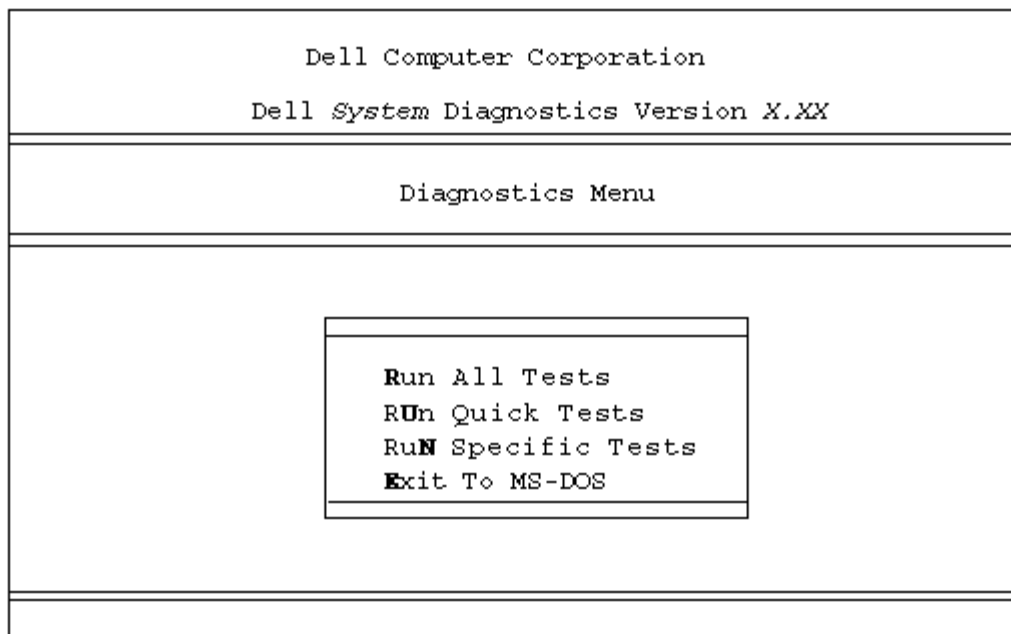 Dell Computer Corporation
Dell System Diagnostics Version X.XX
Diagnostics Menu
Run All Tests
RUn Quick Tests
RuN Specific Tests
Exit To MS-DOS